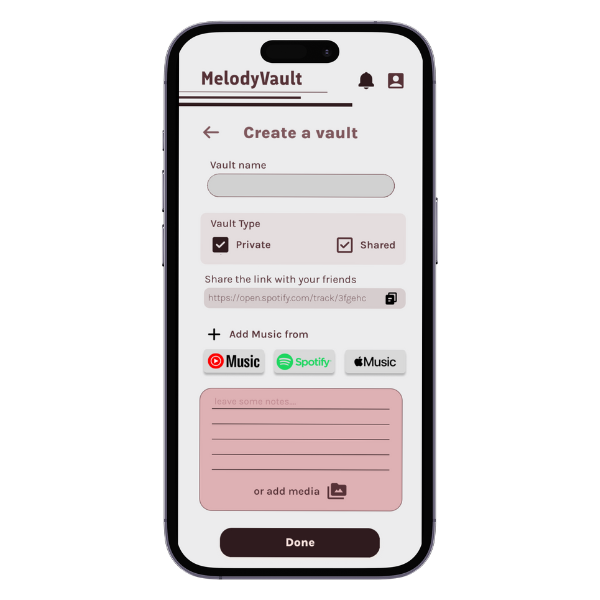 MelodyVault
Create a vault
Vault name
Vault Type
Private
Shared
Share the link with your friends
https://open.spotify.com/track/3fgehc
Add Music from
Music
Spotify
Music
leave some notes...
or add media
Done